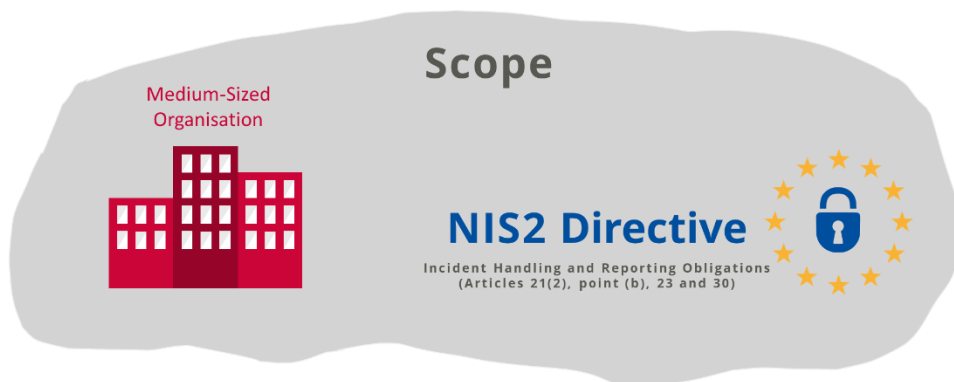 Scope
Medium-Sized
Organisation
NIS2 Directive
Incident Handling and Reporting Obligations
(Articles 21(2), point (b), 23 and 30)